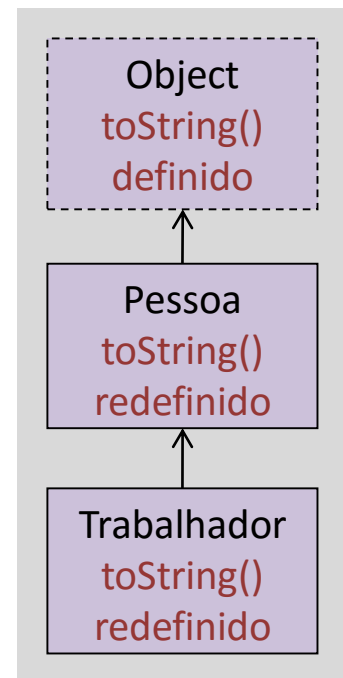 Object
toString()
definido
Pessoa
toString()
redefinido
Trabalhador
toString()
redefinido